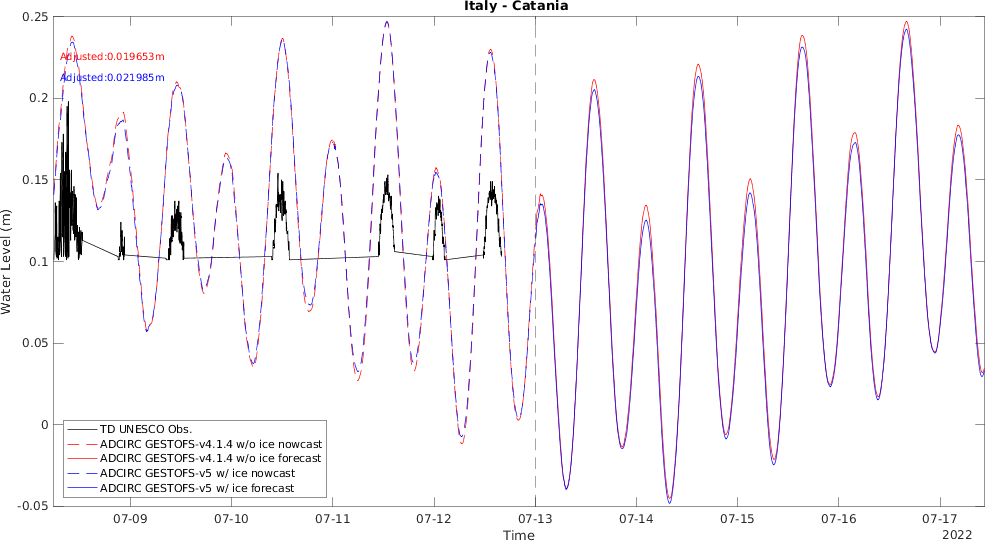 Italy - Catania
0.25
0.2
0.15
0.1
0.05
0
-0.05
Water Level (m)
Adjusted:0.019653m
Adjusted:0.021985m
TD UNESCO Obs.
ADCIRC GESTOFS-v4.1.4 w/o ice nowcast
ADCIRC GESTOFS-v4.1.4 w/o ice forecast
ADCIRC GESTOFS-v5 w/ ice nowcast
ADCIRC GESTOFS-v5 w/ ice forecast
07-09 07-10 07-11 07-12 07-13 07-14 07-15 07-16 07-17
Time
2022